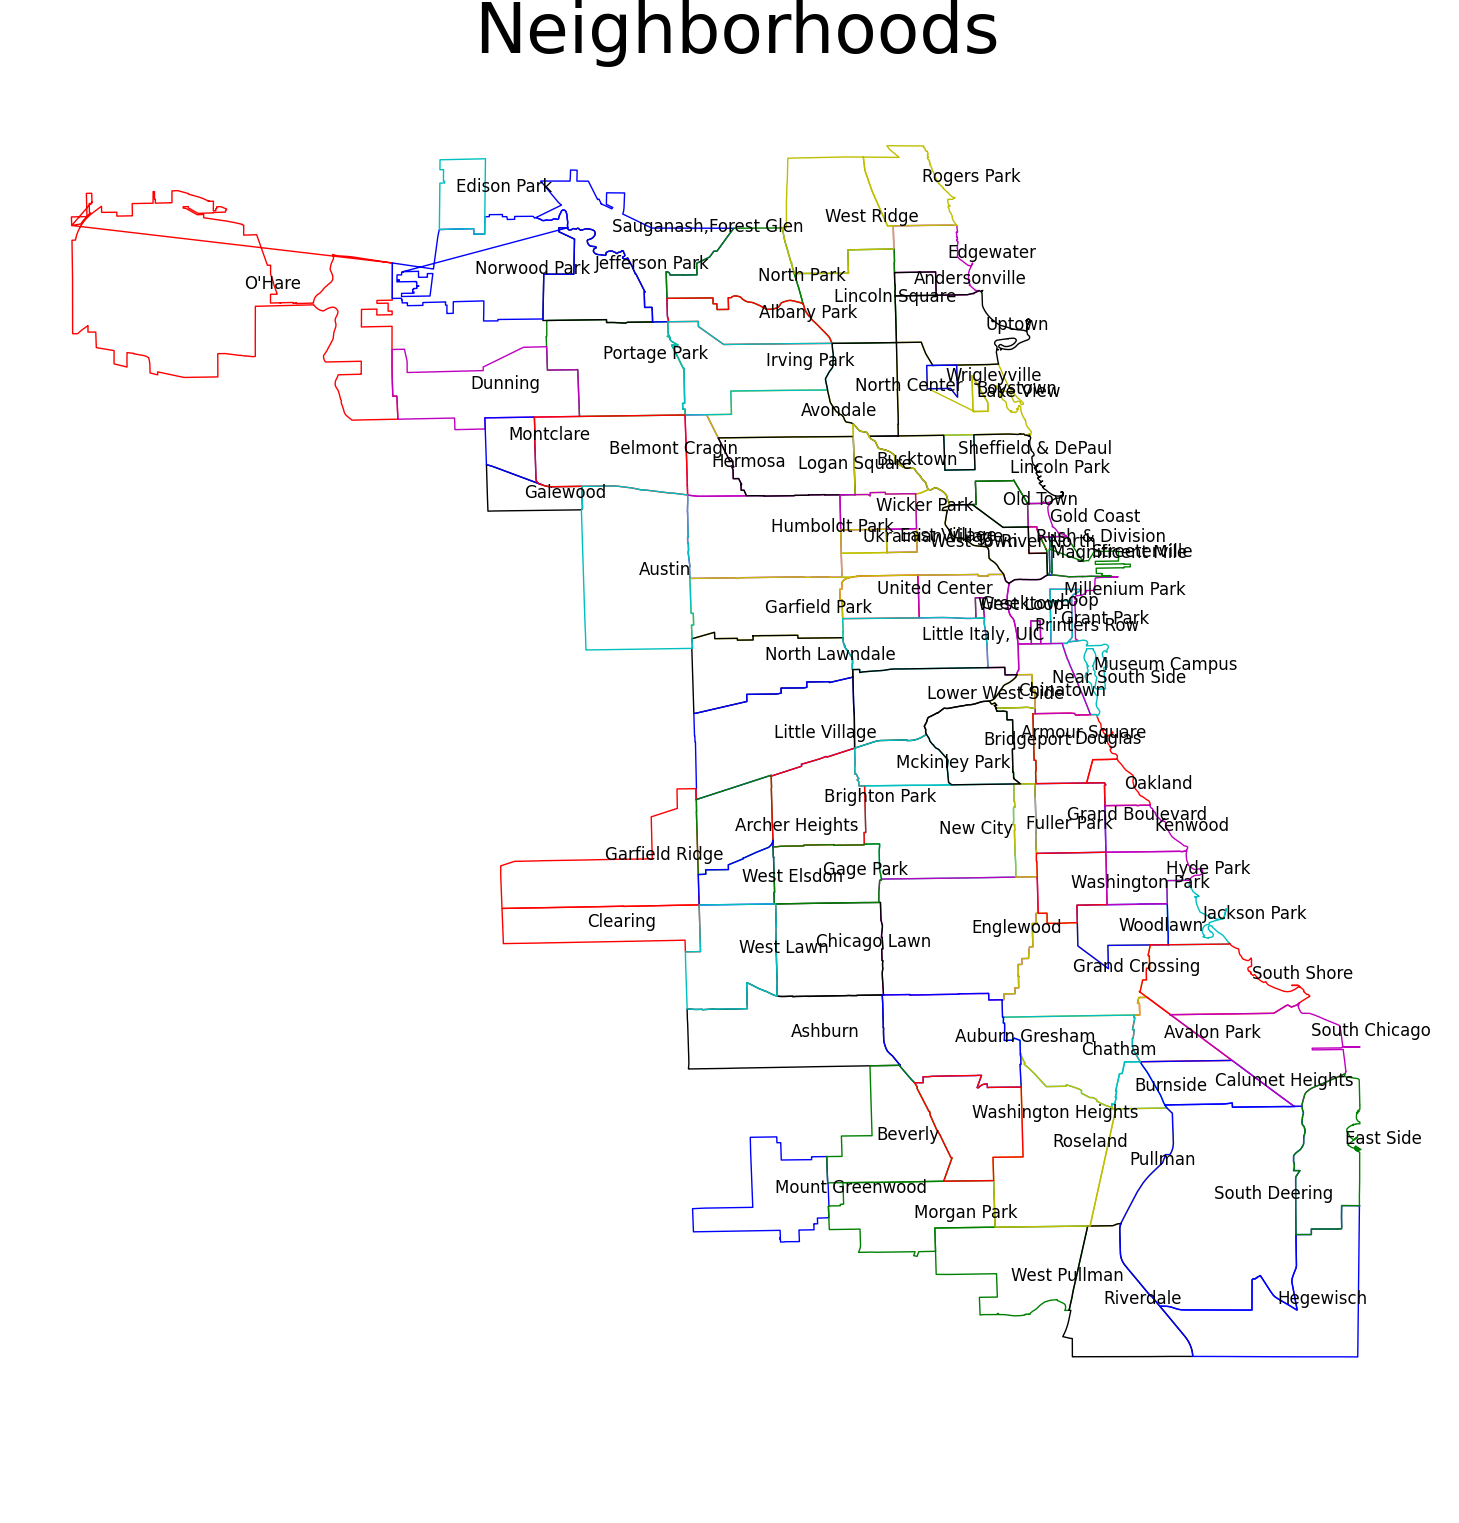 Neighborhoods
Rogers Park
Edison Park
West Ridge
Sauganash,Forest Glen
Edgewater
Jefferson Park
Norwood Park
North Park
Andersonville
O'Hare
Lincoln Square
Albany Park
Uptown
Portage Park
Irving Park
Wrigleyville
Dunning
North Center
Boystown
Lake View
Avondale
Montclare
Belmont Cragin
Sheffield & DePaul
Hermosa
Logan Square
Bucktown
Lincoln Park
Galewood
Old Town
Wicker Park
Gold Coast
Humboldt Park
Ukrainian Village
East Village
Rush & Division
West Town
River North
Magnificent Mile
Streeterville
Austin
United Center
Millenium Park
Garfield Park
West Loop
Greektown
Loop
Grant Park
Printers Row
Little Italy, UIC
North Lawndale
Museum Campus
Near South Side
Lower West Side
Chinatown
Little Village
Armour Square
Bridgeport
Douglas
Mckinley Park
Oakland
Brighton Park
Grand Boulevard
Archer Heights
New City
Fuller Park
Kenwood
Garfield Ridge
Gage Park
Hyde Park
West Elsdon
Washington Park
Jackson Park
Clearing
Englewood
Woodlawn
Chicago Lawn
West Lawn
Grand Crossing
South Shore
Ashburn
Auburn Gresham
Avalon Park
South Chicago
Chatham
Burnside
Calumet Heights
Washington Heights
Beverly
Roseland
East Side
Pullman
Mount Greenwood
South Deering
Morgan Park
West Pullman
Riverdale
Hegewisch